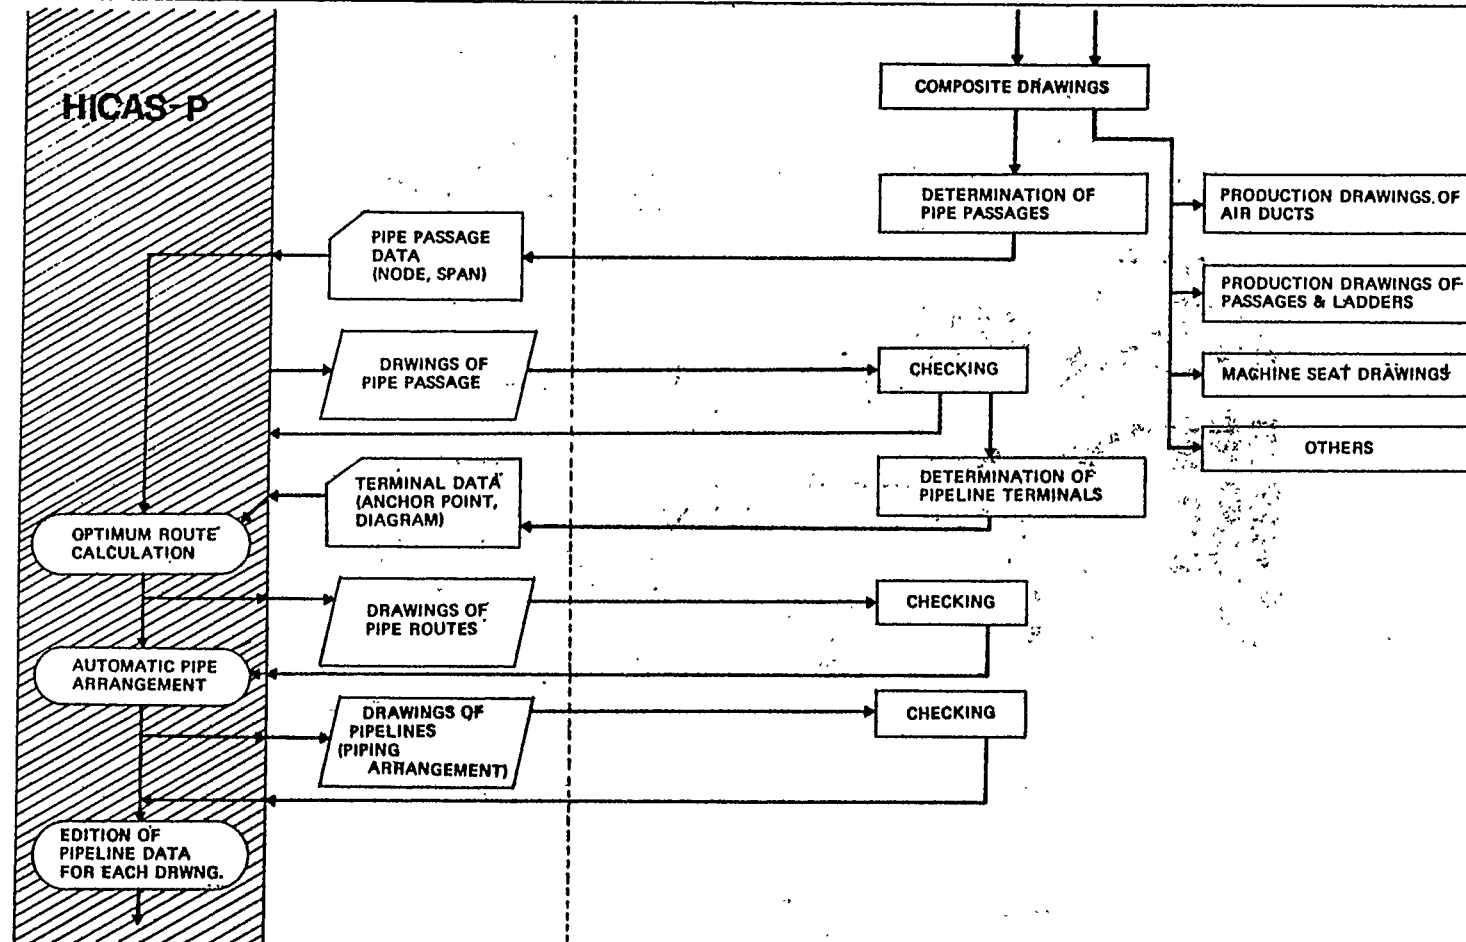 HICAS-P
COMPOSITE DRAWINGS
DETERMINATION OF
PIPE PASSAGES
PRODUCTION DRAWINGS OF
AIR DUCTS
PIPE PASSAGE
DATA
(NODE, SPAN)
PRODUCTION DRAWINGS OF
PASSAGES & LADDERS
DRWINGS OF
PIPE PASSAGE
CHECKING
MACHINE SEAT DRAWINGS
OTHERS
TERMINAL DATA
(ANCHOR POINT,
DIAGRAM)
DETERMINATION OF
PIPELINE TERMINALS
OPTIMUM ROUTE
CALCULATION
DRAWINGS OF
PIPE ROUTES
CHECKING
AUTOMATIC PIPE
ARRANGEMENT
DRAWINGS OF
PIPELINES
(PIPING
ARRANGEMENT)
CHECKING
EDITION OF
PIPELINE DATA
FOR EACH DRWNG.